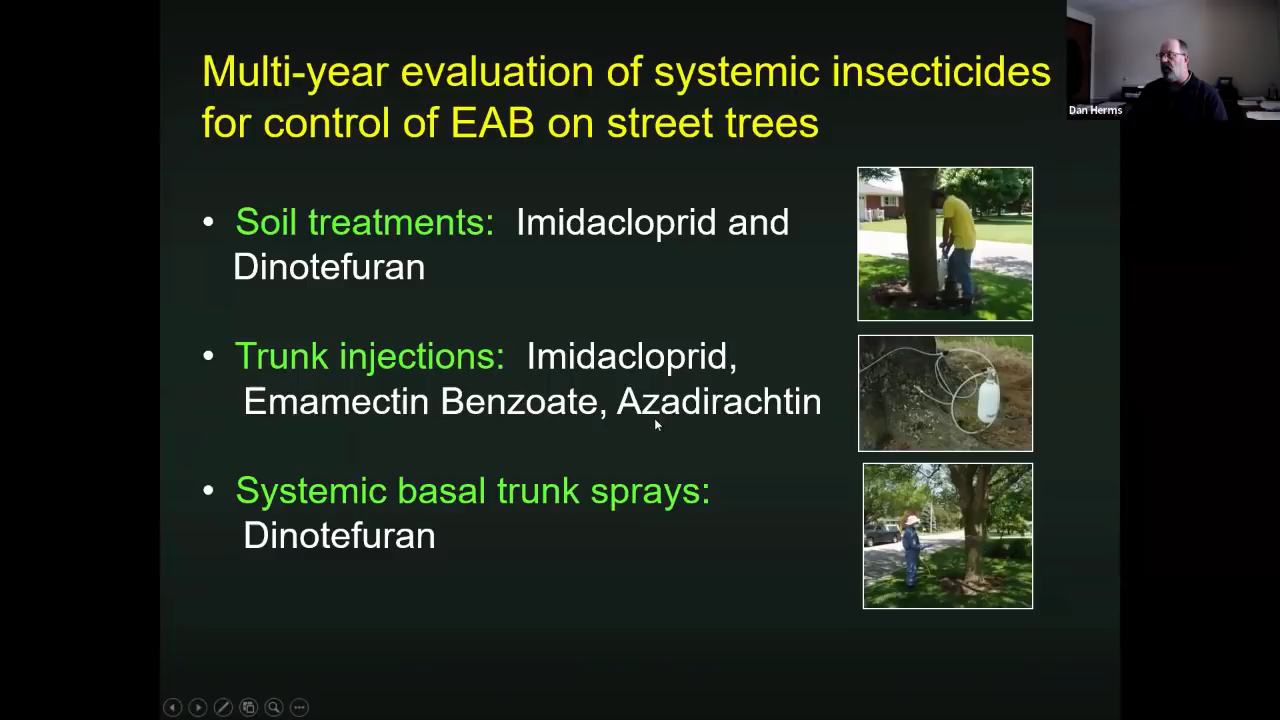 Multi-year evaluation of systemic insecticides
for control of EAB on street trees
Dan Herms
• Soil treatments: Imidacloprid and
Dinotefuran
• Trunk injections: Imidacloprid,
Emamectin Benzoate, Azadirachtin
• Systemic basal trunk sprays:
Dinotefuran